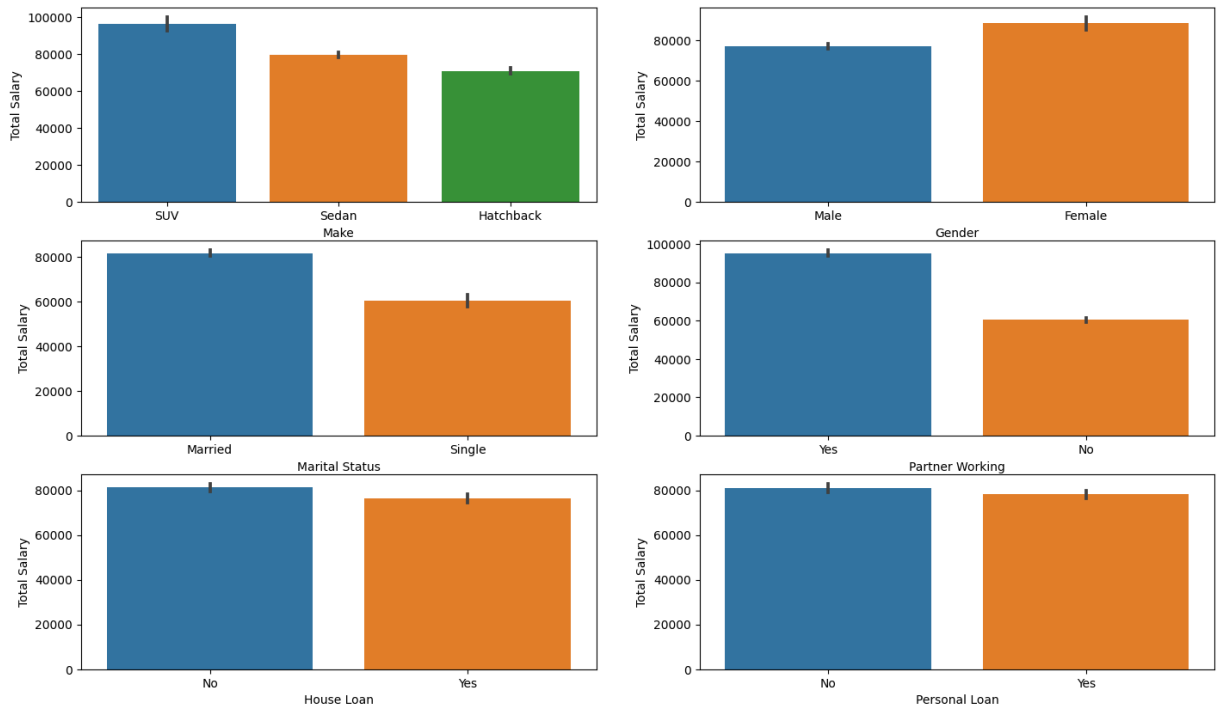 100000
80000
60000
40000
20000
0
Total Salary
SUV Sedan Hatchback
Make
80000
60000
40000
20000
0
Total Salary
Male Female
Gender
80000
60000
40000
20000
0
Total Salary
Married Single
Marital Status
100000
80000
60000
40000
20000
0
Total Salary
Yes No
Partner Working
80000
60000
40000
20000
0
Total Salary
No Yes
House Loan
80000
60000
40000
20000
0
Total Salary
No Yes
Personal Loan